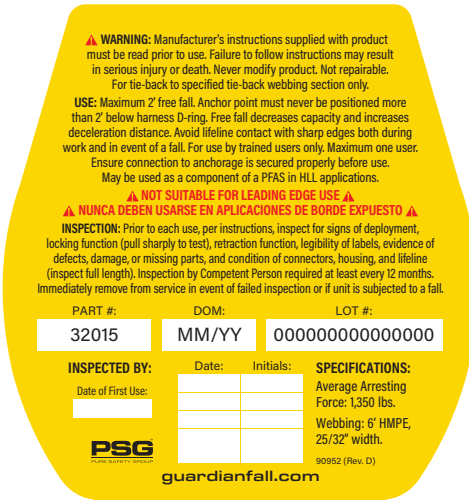 ⚠ WARNING: Manufacturer's instructions supplied with product
must be read prior to use. Failure to follow instructions may result
in serious injury or death. Never modify product. Not repairable.
For tie-back to specified tie-back webbing section only.
USE: Maximum 2' free fall. Anchor point must never be positioned more
than 2' below harness D-ring. Free fall decreases capacity and increases
deceleration distance. Avoid lifeline contact with sharp edges both during
work and in event of a fall. For use by trained users only. Maximum one user.
Ensure connection to anchorage is secured properly before use.
May be used as a component of a PFAS in HLL applications.
⚠ NOT SUITABLE FOR LEADING EDGE USE ⚠
⚠ NUNCA DEBEN USARSE EN APLICACIONES DE BORDE EXPUESTO ⚠
INSPECTION: Prior to each use, per instructions, inspect for signs of deployment,
locking function (pull sharply to test), retraction function, legibility of labels, evidence of
defects, damage, or missing parts, and condition of connectors, housing, and lifeline
(inspect full length). Inspection by Competent Person required at least every 12 months.
Immediately remove from service in event of failed inspection or if unit is subjected to a fall.
PART #: DOM: LOT #:
32015 MM/YY 000000000000000
INSPECTED BY: Date: Initials: SPECIFICATIONS:
Date of First Use:
Average Arresting
Force: 1,350 lbs.
Webbing: 6' HMPE,
25/32" width.
PSG
PURE SAFETY GROUP
90952 (Rev. D)
guardianfall.com